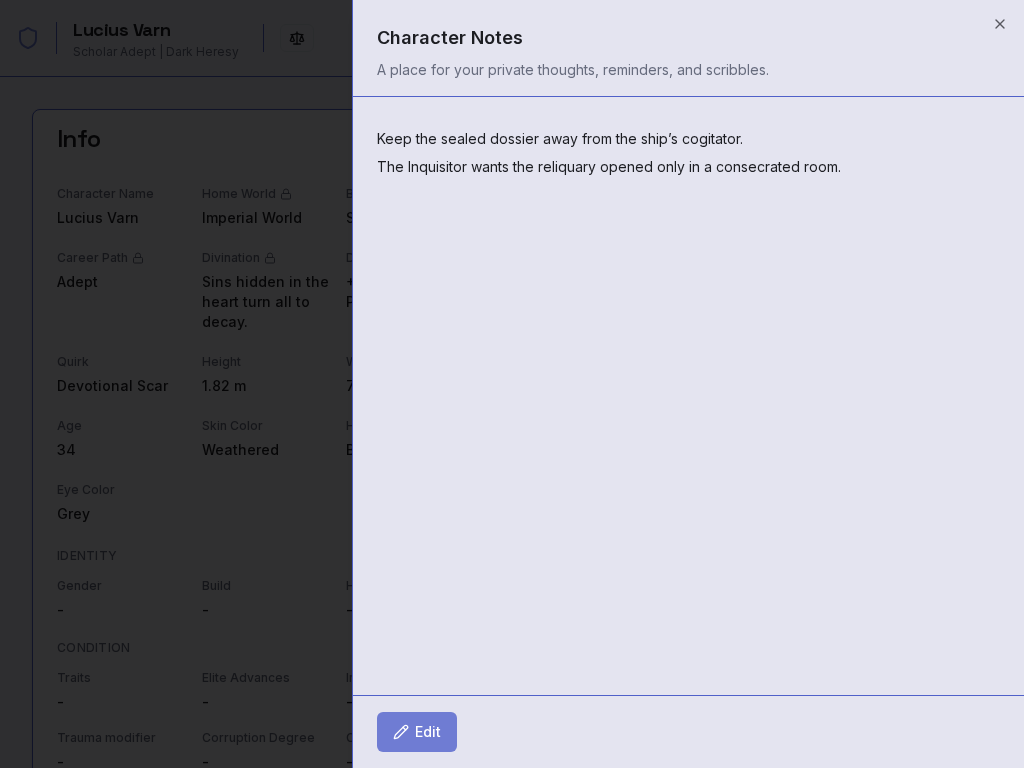 Lucius Varn
Scholar Adept | Dark Heresy
Info
Character Name
Lucius Varn
Home World
Imperial World
Career Path
Adept
Divination
Sins hidden in the
heart turn all to
decay.
Quirk
Devotional Scar
Height
1.82 m
Age
34
Skin Color
Weathered
Eye Color
Grey
IDENTITY
Gender
-
Build
-
CONDITION
Traits
-
Elite Advances
-
Trauma modifier
-
Corruption Degree
-
Character Notes
A place for your private thoughts, reminders, and scribbles.
Keep the sealed dossier away from the ship’s cogitator.
The Inquisitor wants the reliquary opened only in a consecrated room.
Edit